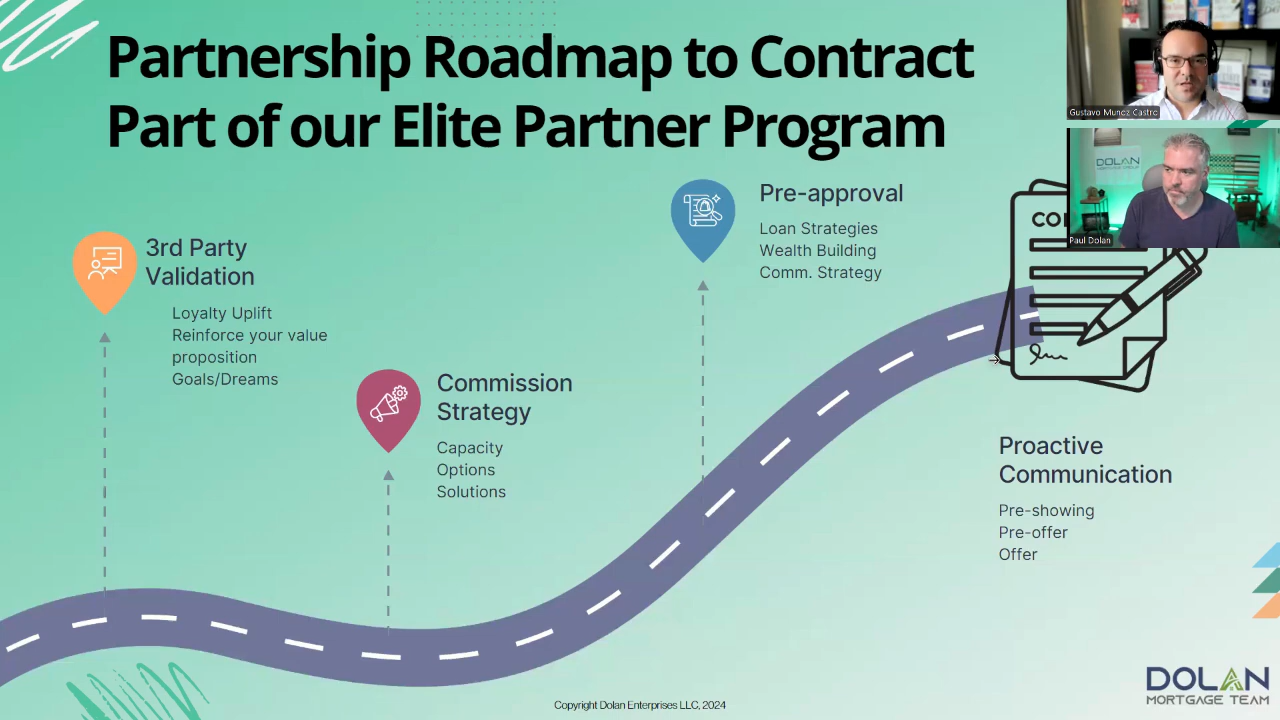 Partnership Roadmap to Contract
Part of our Elite Partner Program
Gustavo Munoz Castro
DOLAN
Paul Dolan
3rd Party
Validation
Loyalty Uplift
Reinforce your value
proposition
Goals/Dreams
Commission
Strategy
Capacity
Options
Solutions
Pre-approval
Loan Strategies
Wealth Building
Comm. Strategy
CO
Proactive
Communication
Pre-showing
Pre-offer
Offer
DOLAN
MORTGAGE TEAM
Copyright Dolan Enterprises LLC, 2024